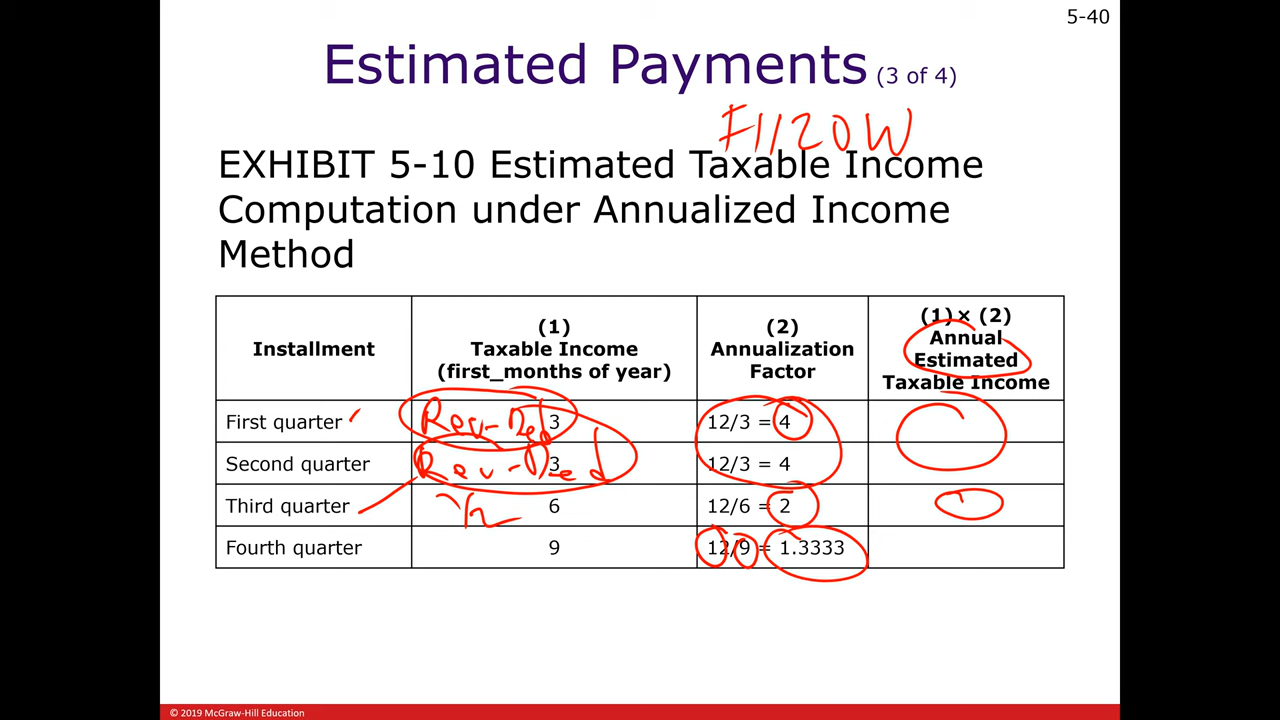 5-40
Estimated Payments (3 of 4)
F1120W
EXHIBIT 5-10 Estimated Taxable Income
Computation under Annualized Income
Method
Installment
(1)
Taxable Income
(first_months of year)
(2)
Annualization
Factor
(1) × (2)
Annual
Estimated
Taxable Income
First quarter Rev-Ded 3 12/3 = 4
Second quarter Rev-Ded 3 12/3 = 4
Third quarter 6 12/6 = 2
Fourth quarter 9 12/9 = 1.3333
© 2019 McGraw-Hill Education